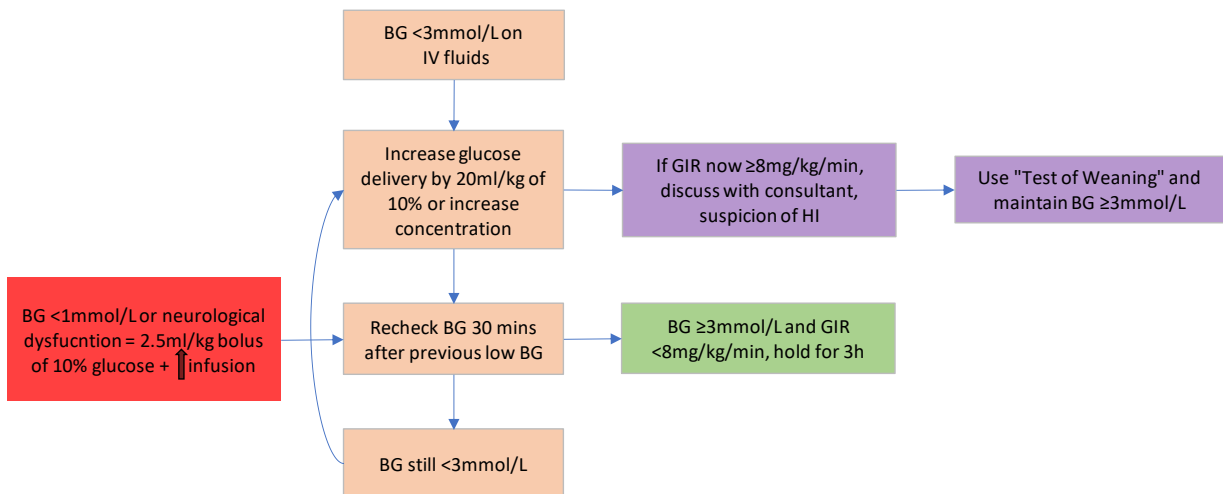 BG <3mmol/L on
IV fluids
Increase glucose
delivery by 20ml/kg of
10% or increase
concentration
If GIR now ≥8mg/kg/min,
discuss with consultant,
suspicion of HI
Use "Test of Weaning" and
maintain BG ≥3mmol/L
BG <1mmol/L or neurological
dysfucntion = 2.5ml/kg bolus
of 10% glucose + infusion
Recheck BG 30 mins
after previous low BG
BG ≥3mmol/L and GIR
<8mg/kg/min, hold for 3h
BG still <3mmol/L